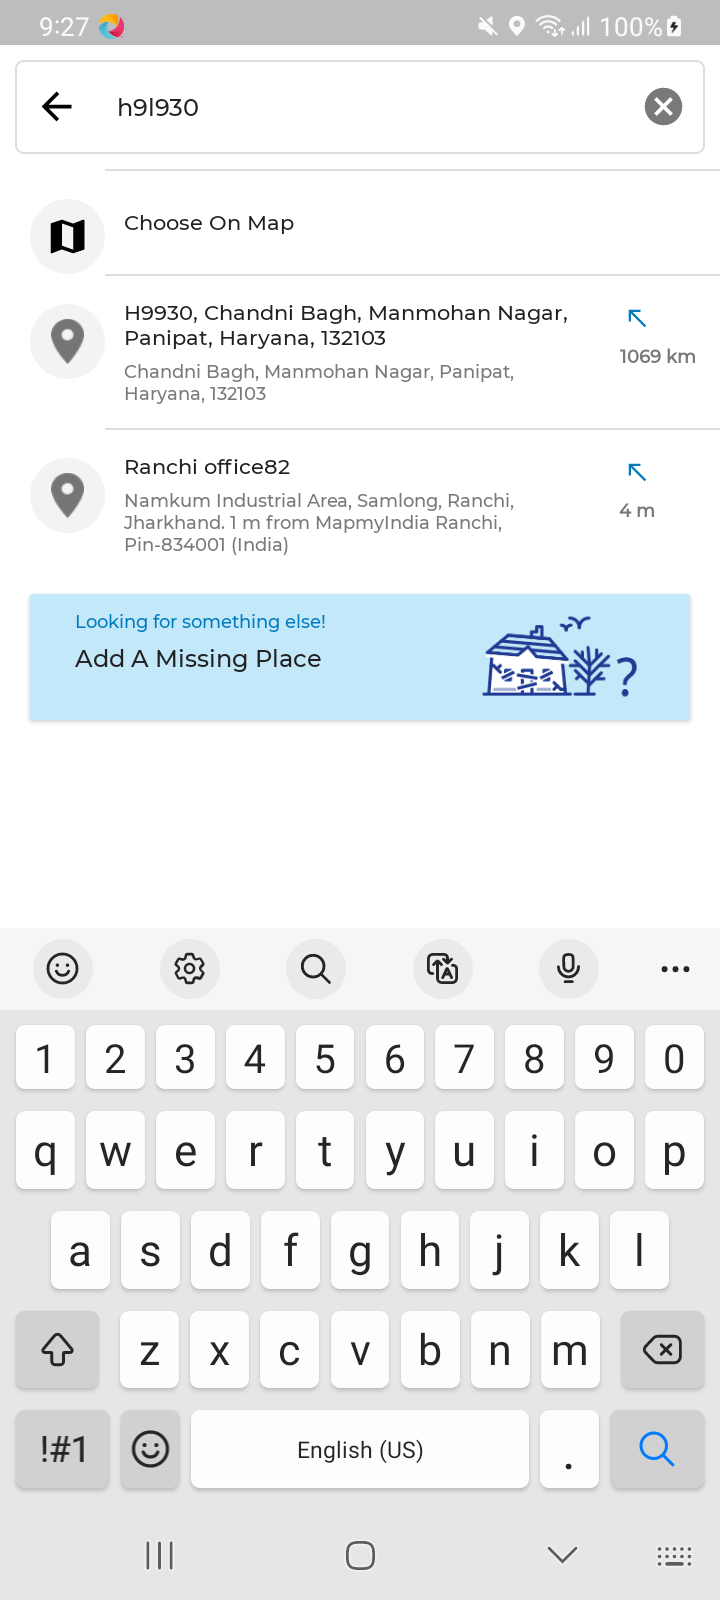 9:27 100%
h9l930
Choose On Map
H9930, Chandni Bagh, Manmohan Nagar,
Panipat, Haryana, 132103
1069 km
Chandni Bagh, Manmohan Nagar, Panipat,
Haryana, 132103
Ranchi office82
Namkum Industrial Area, Samlong, Ranchi,
Jharkhand. 1 m from MapmyIndia Ranchi,
Pin-834001 (India)
4 m
Looking for something else!
Add A Missing Place
?
1 2 3 4 5 6 7 8 9 0
q w e r t y u i o p
a s d f g h j k l
z x c v b n m
!#1 English (US) .